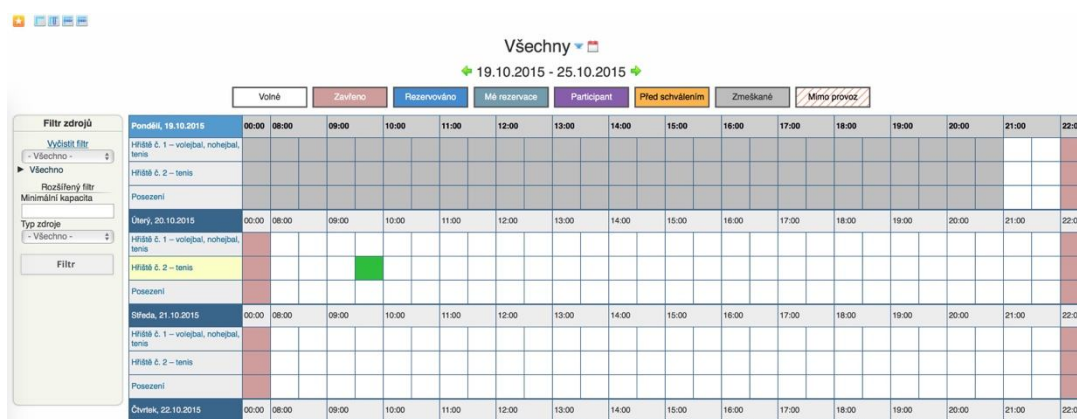 Všechny
19.10.2015 - 25.10.2015
Volné Zavřeno Rezervováno Mé rezervace Participant Před schválením Zmeškané Mimo provoz
Filtr zdrojů
Vyčistit filtr
- Všechno -
Všechno
Rozšířený filtr
Minimální kapacita
Typ zdroje
- Všechno -
Filtr
Pondělí, 19.10.2015 00:00 08:00 09:00 10:00 11:00 12:00 13:00 14:00 15:00 16:00 17:00 18:00 19:00 20:00 21:00 22:0
Hřiště č. 1 – volejbal, nohejbal,
tenis
Hřiště č. 2 – tenis
Posezení
Úterý, 20.10.2015 00:00 08:00 09:00 10:00 11:00 12:00 13:00 14:00 15:00 16:00 17:00 18:00 19:00 20:00 21:00 22:0
Hřiště č. 1 – volejbal, nohejbal,
tenis
Hřiště č. 2 – tenis
Posezení
Středa, 21.10.2015 00:00 08:00 09:00 10:00 11:00 12:00 13:00 14:00 15:00 16:00 17:00 18:00 19:00 20:00 21:00 22:0
Hřiště č. 1 – volejbal, nohejbal,
tenis
Hřiště č. 2 – tenis
Posezení
Čtvrtek, 22.10.2015 00:00 08:00 09:00 10:00 11:00 12:00 13:00 14:00 15:00 16:00 17:00 18:00 19:00 20:00 21:00 22:0